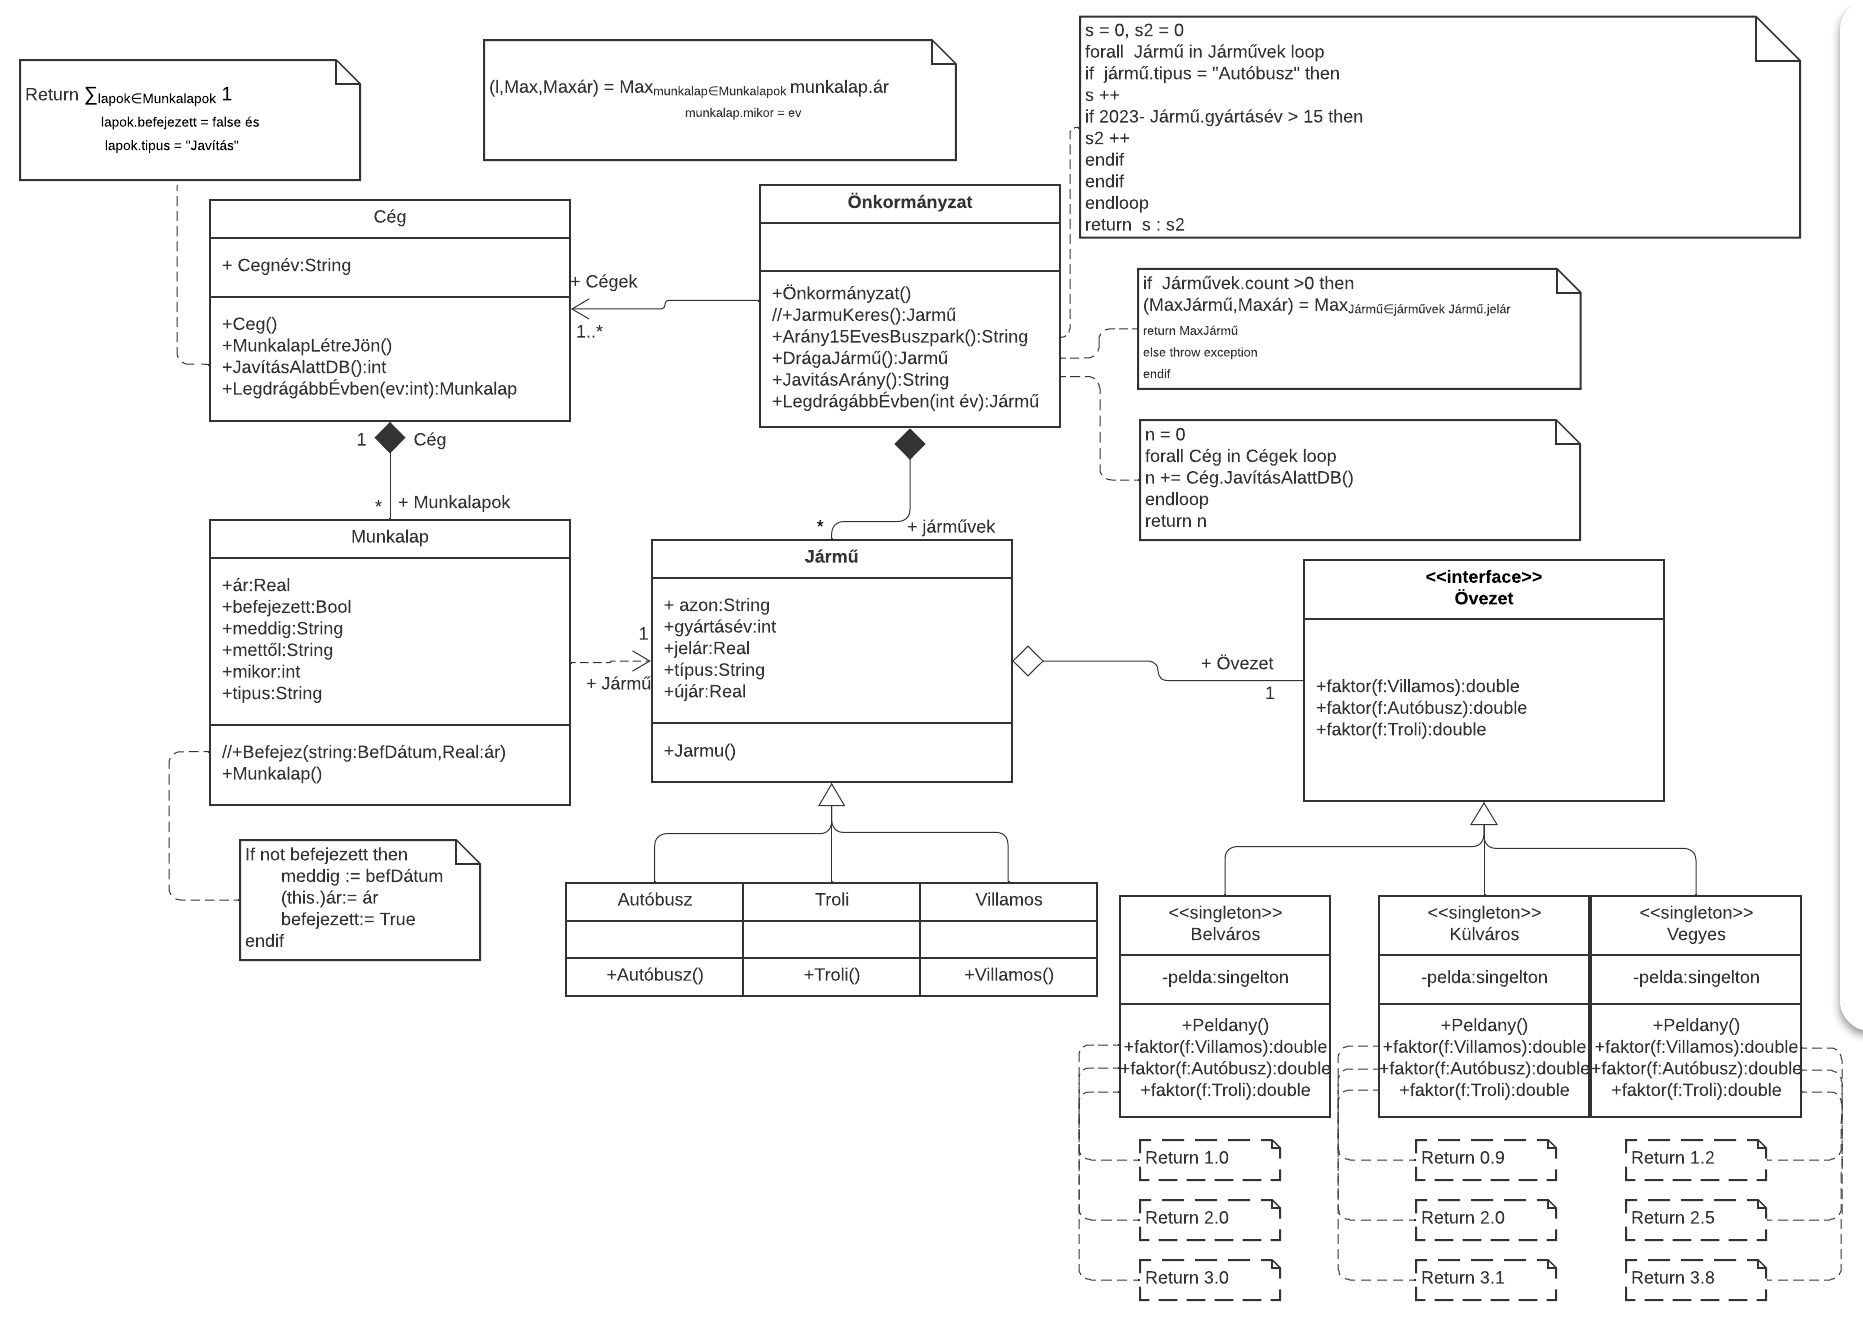 Return ∑lapok∈Munkalapok 1
lapok.befejezett = false és
lapok.tipus = "Javítás"
(l,Max,Maxár) = Maxmunkalap∈Munkalapok munkalap.ár
munkalap.mikor = ev
s = 0, s2 = 0
forall  Jármű in Járművek loop
if  jármű.tipus = "Autóbusz" then
s ++
if 2023- Jármű.gyártásév > 15 then
s2 ++
endif
endif
endloop
return  s : s2
Cég
+ Cegnév:String
+Ceg()
+MunkalapLétreJön()
+JavításAlattDB():int
+LegdrágábbÉvben(ev:int):Munkalap
+ Cégek
1..*
Önkormányzat
+Önkormányzat()
//+JarmuKeres():Jármű
+Arány15EvesBuszpark():String
+DrágaJármű():Jarmű
+JavitásArány():String
+LegdrágábbÉvben(int év):Jármű
if  Járművek.count >0 then
(MaxJármű,Maxár) = MaxJármű∈járművek Jármű.jelár
return MaxJármű
else throw exception
endif
n = 0
forall Cég in Cégek loop
n += Cég.JavításAlattDB()
endloop
return n
1
Cég
*
+ Munkalapok
*
+ járművek
Munkalap
+ár:Real
+befejezett:Bool
+meddig:String
+mettől:String
+mikor:int
+tipus:String
//+Befejez(string:BefDátum,Real:ár)
+Munkalap()
1
+ Jármű
Jármű
+ azon:String
+gyártásév:int
+jelár:Real
+típus:String
+újár:Real
+Jarmu()
+ Övezet
1
<<interface>>
Övezet
+faktor(f:Villamos):double
+faktor(f:Autóbusz):double
+faktor(f:Troli):double
If not befejezett then
meddig := befDátum
(this.)ár:= ár
befejezett:= True
endif
Autóbusz
+Autóbusz()
Troli
+Troli()
Villamos
+Villamos()
<<singleton>>
Belváros
-pelda:singelton
+Peldany()
+faktor(f:Villamos):double
+faktor(f:Autóbusz):double
+faktor(f:Troli):double
<<singleton>>
Külváros
-pelda:singelton
+Peldany()
+faktor(f:Villamos):double
+faktor(f:Autóbusz):double
+faktor(f:Troli):double
<<singleton>>
Vegyes
-pelda:singelton
+Peldany()
+faktor(f:Villamos):double
+faktor(f:Autóbusz):double
+faktor(f:Troli):double
Return 1.0
Return 2.0
Return 3.0
Return 0.9
Return 2.0
Return 3.1
Return 1.2
Return 2.5
Return 3.8